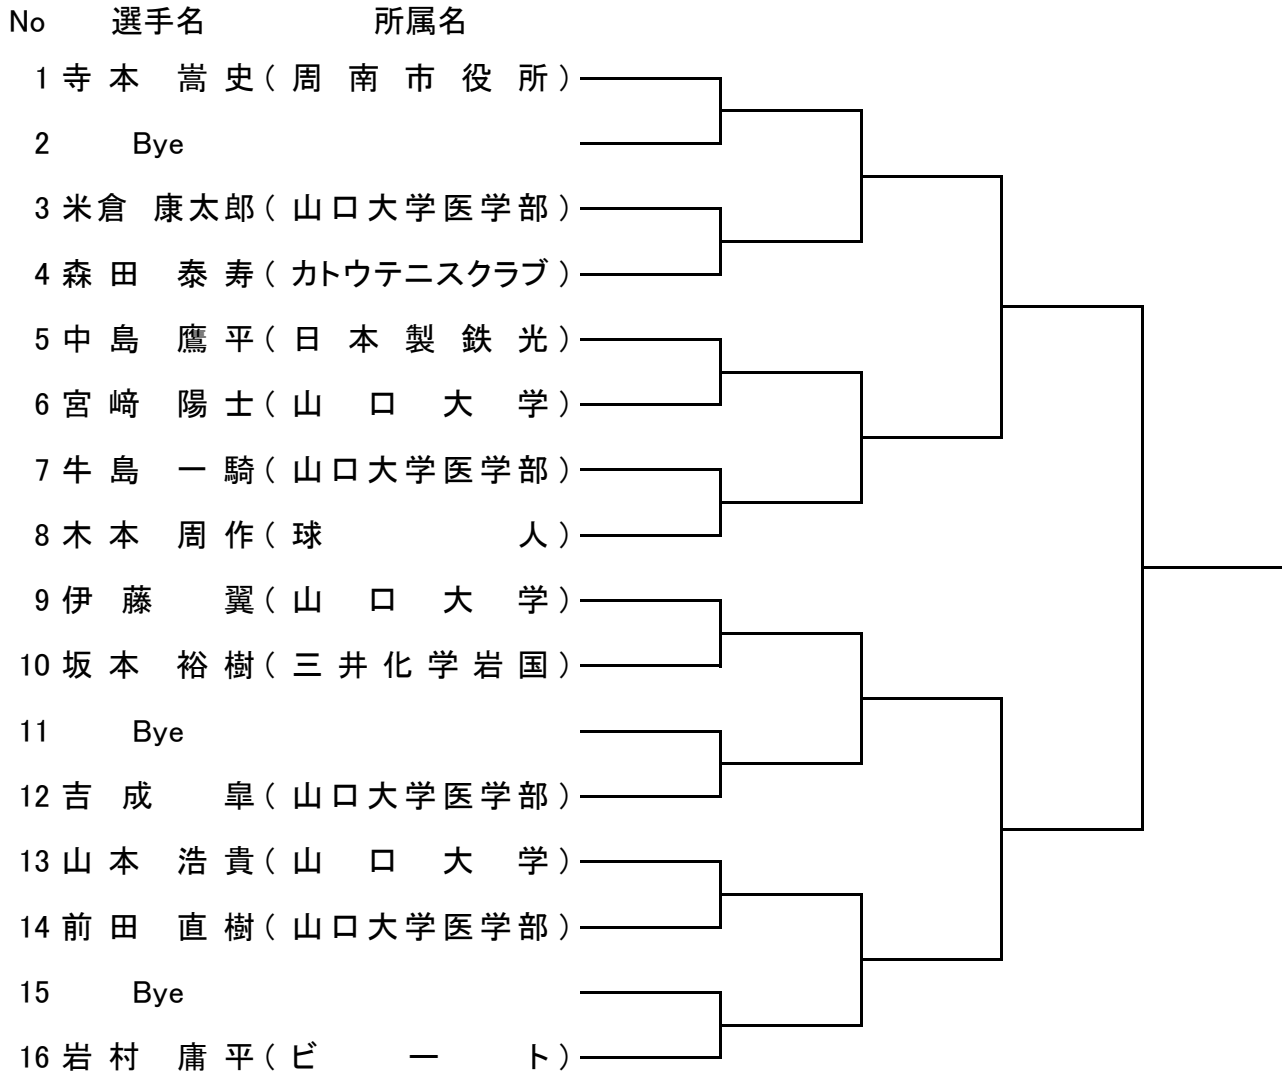 No 選手名 所属名
1 寺本 嵩史(周南市役所)
2 Bye
3 米倉 康太郎(山口大学医学部)
4 森田 泰寿(カトウテニスクラブ)
5 中島 鷹平(日本製鉄光)
6 宮﨑 陽士(山口大学)
7 牛島 一騎(山口大学医学部)
8 木本 周作(球人)
9 伊藤 翼(山口大学)
10 坂本 裕樹(三井化学岩国)
11 Bye
12 吉成 皐(山口大学医学部)
13 山本 浩貴(山口大学)
14 前田 直樹(山口大学医学部)
15 Bye
16 岩村 庸平(ビート)